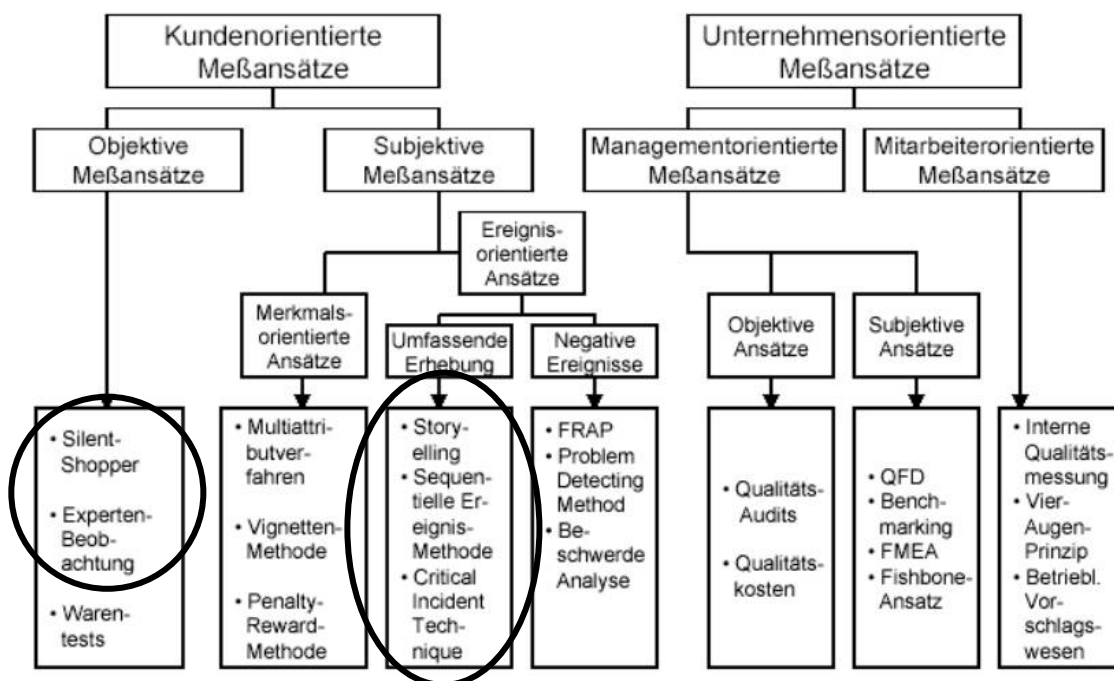 Kundenorientierte
Meßansätze
Unternehmensorientierte
Meßansätze
Objektive
Meßansätze
Subjektive
Meßansätze
Managementorientierte
Meßansätze
Mitarbeiterorientierte
Meßansätze
Ereignis-
orientierte
Ansätze
Merkmals-
orientierte
Ansätze
Umfassende
Erhebung
Negative
Ereignisse
Objektive
Ansätze
Subjektive
Ansätze
• Silent-
Shopper
• Experten-
Beob-
achtung
• Waren-
tests
• Multiattri-
butver-
fahren
• Vignetten-
Methode
• Penalty-
Reward-
Methode
• Story-
elling
• Sequen-
tielle Er-
eignis-
Methode
• Critical
Incident
Tech-
nique
• FRAP
• Problem
Detecting
Method
• Be-
schwerde
Analyse
• Qualitäts-
Audits
• Qualitäts-
kosten
• QFD
• Bench-
marking
• FMEA
• Fishbone-
Ansatz
• Interne
Qualitäts-
messung
• Vier-
Augen-
Prinzip
• Betriebl.
Vor-
schlags-
wesen